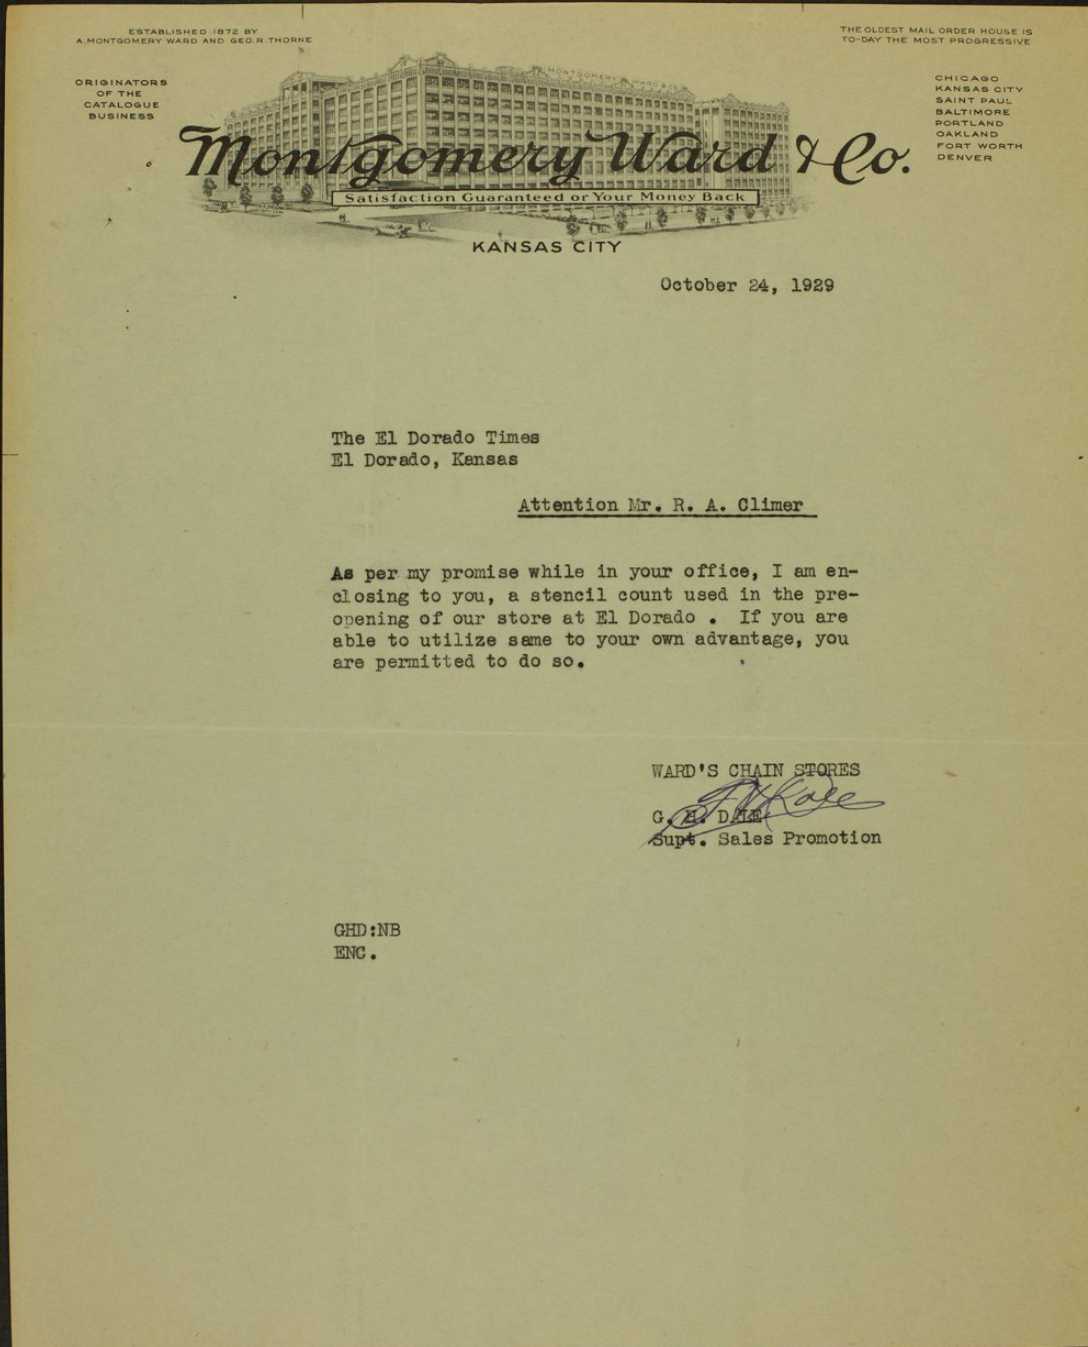 ESTABLISHED 1872 BY
A. MONTGOMERY WARD AND GEO. R. THORNE
THE OLDEST MAIL ORDER HOUSE IS
TO-DAY THE MOST PROGRESSIVE
ORIGINATORS
OF THE
CATALOGUE
BUSINESS
CHICAGO
KANSAS CITY
SAINT PAUL
BALTIMORE
PORTLAND
OAKLAND
FORT WORTH
DENVER
MONTGOMERY WARD &
Montgomery Ward & Co.
Satisfaction Guaranteed or Your Money Back
KANSAS CITY
October 24, 1929
The El Dorado Times
El Dorado, Kansas
Attention Mr. R. A. Climer
As per my promise while in your office, I am en-
closing to you, a stencil count used in the pre-
opening of our store at El Dorado . If you are
able to utilize same to your own advantage, you
are permitted to do so.
WARD'S CHAIN STORES
G. H. DALE
Supt. Sales Promotion
GHD:NB
ENC.